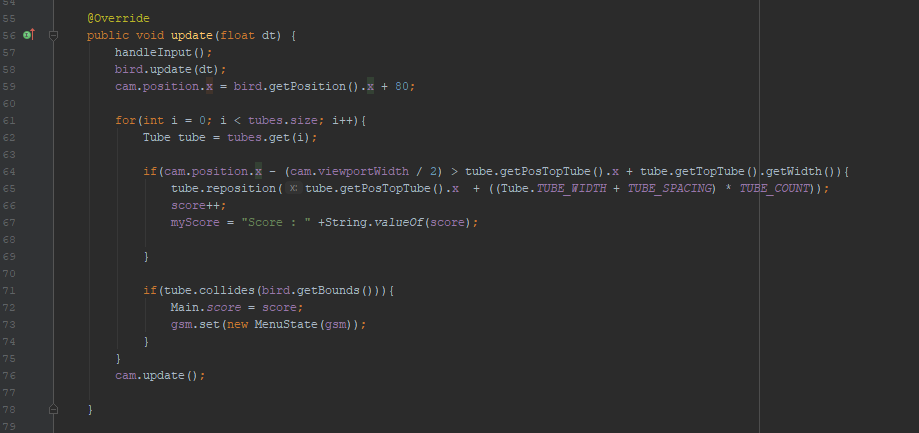 54
55 @Override
56 public void update(float dt) {
57 handleInput();
58 bird.update(dt);
59 cam.position.x = bird.getPosition().x + 80;
60
61 for(int i = 0; i < tubes.size; i++){
62 Tube tube = tubes.get(i);
63
64 if(cam.position.x - (cam.viewportWidth / 2) > tube.getPosTopTube().x + tube.getTopTube().getWidth()){
65 tube.reposition( x: tube.getPosTopTube().x + ((Tube.TUBE_WIDTH + TUBE_SPACING) * TUBE_COUNT));
66 score++;
67 myScore = "Score : " +String.valueOf(score);
68
69 }
70
71 if(tube.collides(bird.getBounds())){
72 Main.score = score;
73 gsm.set(new MenuState(gsm));
74 }
75 }
76 cam.update();
77
78 }
79